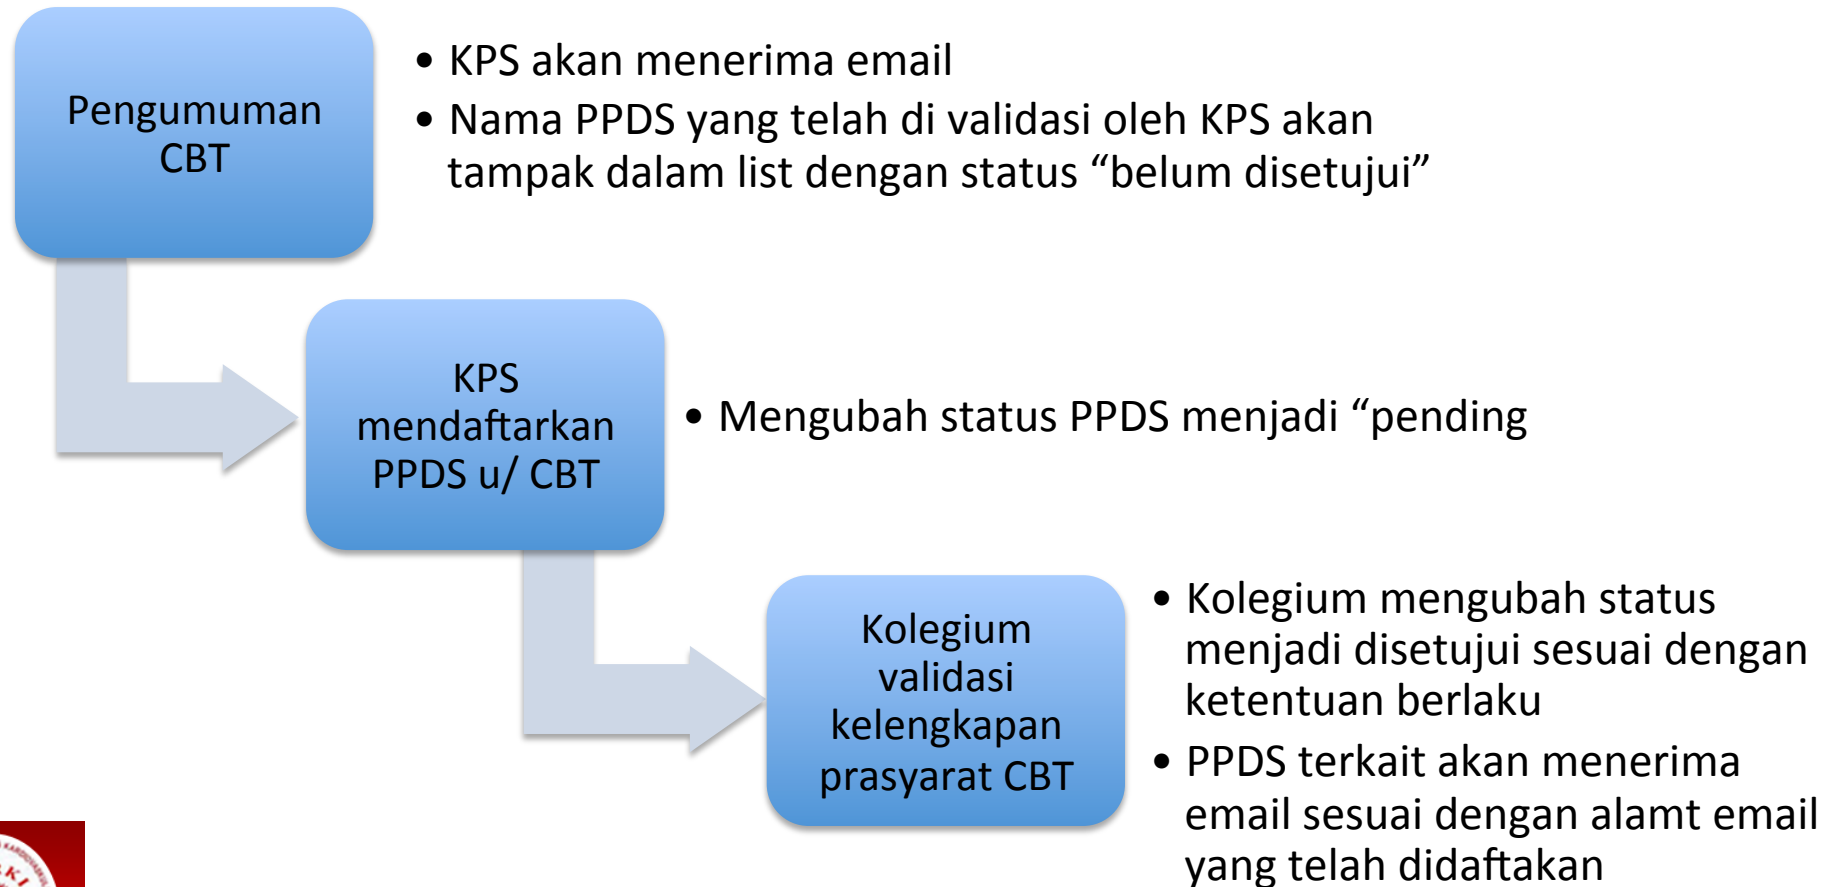 Pengumuman
CBT
• KPS akan menerima email
• Nama PPDS yang telah di validasi oleh KPS akan
tampak dalam list dengan status “belum disetujui”
KPS
mendaftarkan
PPDS u/ CBT
• Mengubah status PPDS menjadi “pending
Kolegium
validasi
kelengkapan
prasyarat CBT
• Kolegium mengubah status
menjadi disetujui sesuai dengan
ketentuan berlaku
• PPDS terkait akan menerima
email sesuai dengan alamt email
yang telah didaftakan